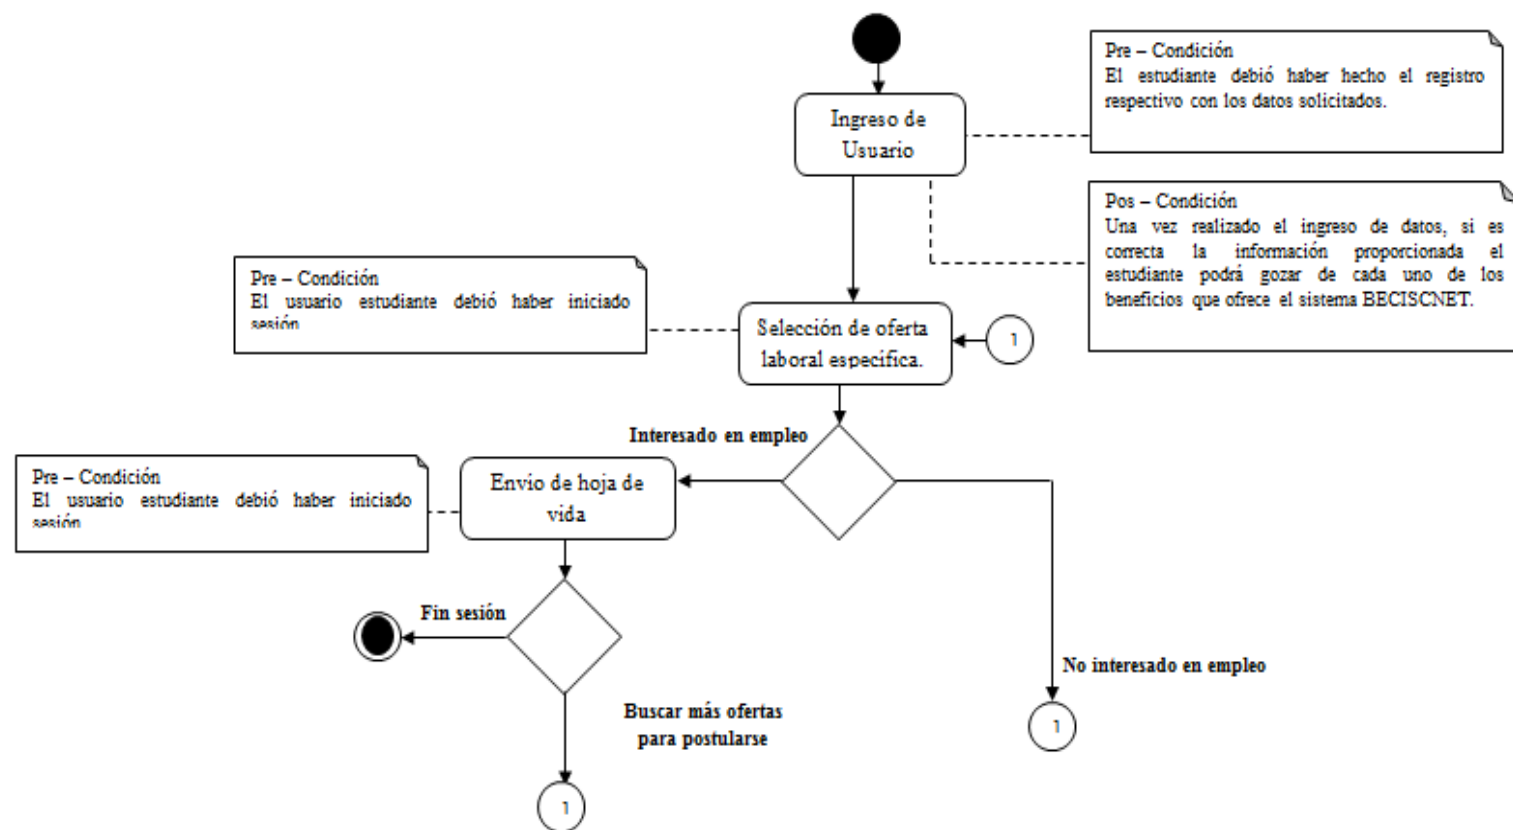 Pre – Condición
El estudiante debió haber hecho el registro
respectivo con los datos solicitados.
Ingreso de
Usuario
Pos – Condición
Una vez realizado el ingreso de datos, si es
correcta la información proporcionada el
estudiante podrá gozar de cada uno de los
beneficios que ofrece el sistema BECISCNET.
Pre – Condición
El usuario estudiante debió haber iniciado
sesión
Selección de oferta
laboral especifica.
1
Interesado en empleo
Pre – Condición
El usuario estudiante debió haber iniciado
sesión
Envio de hoja de
vida
Fin sesión
No interesado en empleo
Buscar más ofertas
para postularse
1
1